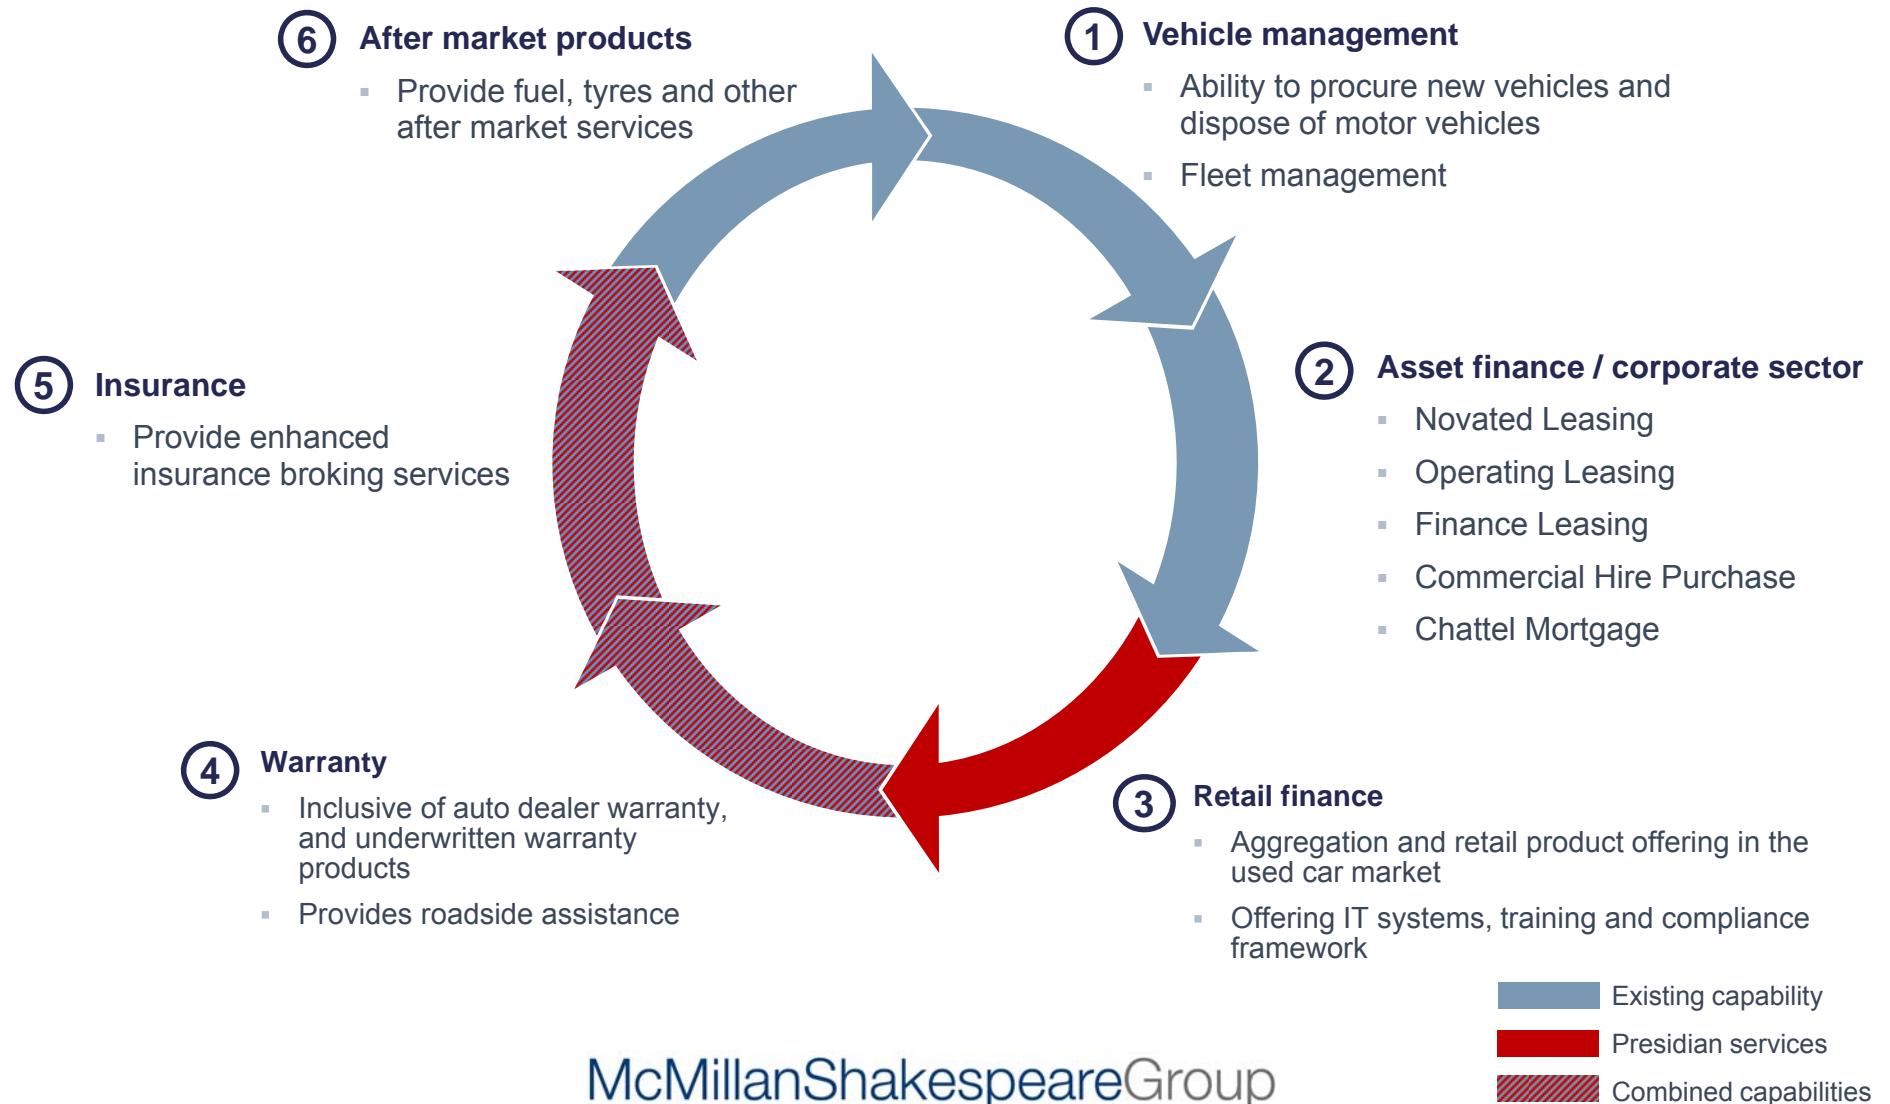 6 After market products
▪ Provide fuel, tyres and other
after market services
1 Vehicle management
▪ Ability to procure new vehicles and
dispose of motor vehicles
▪ Fleet management
2 Asset finance / corporate sector
▪ Novated Leasing
▪ Operating Leasing
▪ Finance Leasing
▪ Commercial Hire Purchase
▪ Chattel Mortgage
5 Insurance
▪ Provide enhanced
insurance broking services
4 Warranty
▪ Inclusive of auto dealer warranty,
and underwritten warranty
products
▪ Provides roadside assistance
3 Retail finance
▪ Aggregation and retail product offering in the
used car market
▪ Offering IT systems, training and compliance
framework
Existing capability
Presidian services
Combined capabilities
McMillanShakespeareGroup